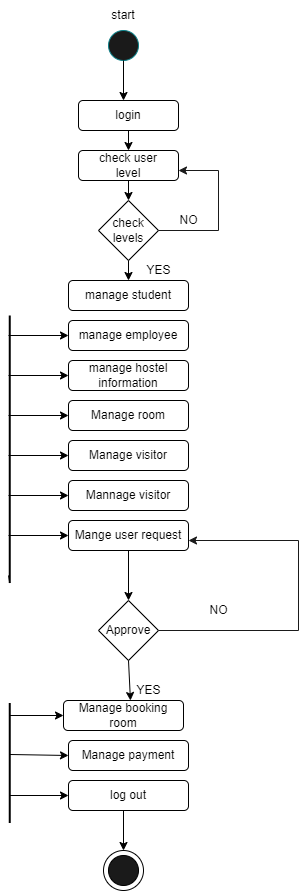 start
login
check user
level
check
levels
NO
YES
manage student
manage employee
manage hostel
information
Manage room
Manage visitor
Mannage visitor
Mange user request
NO
Approve
YES
Manage booking
room
Manage payment
log out